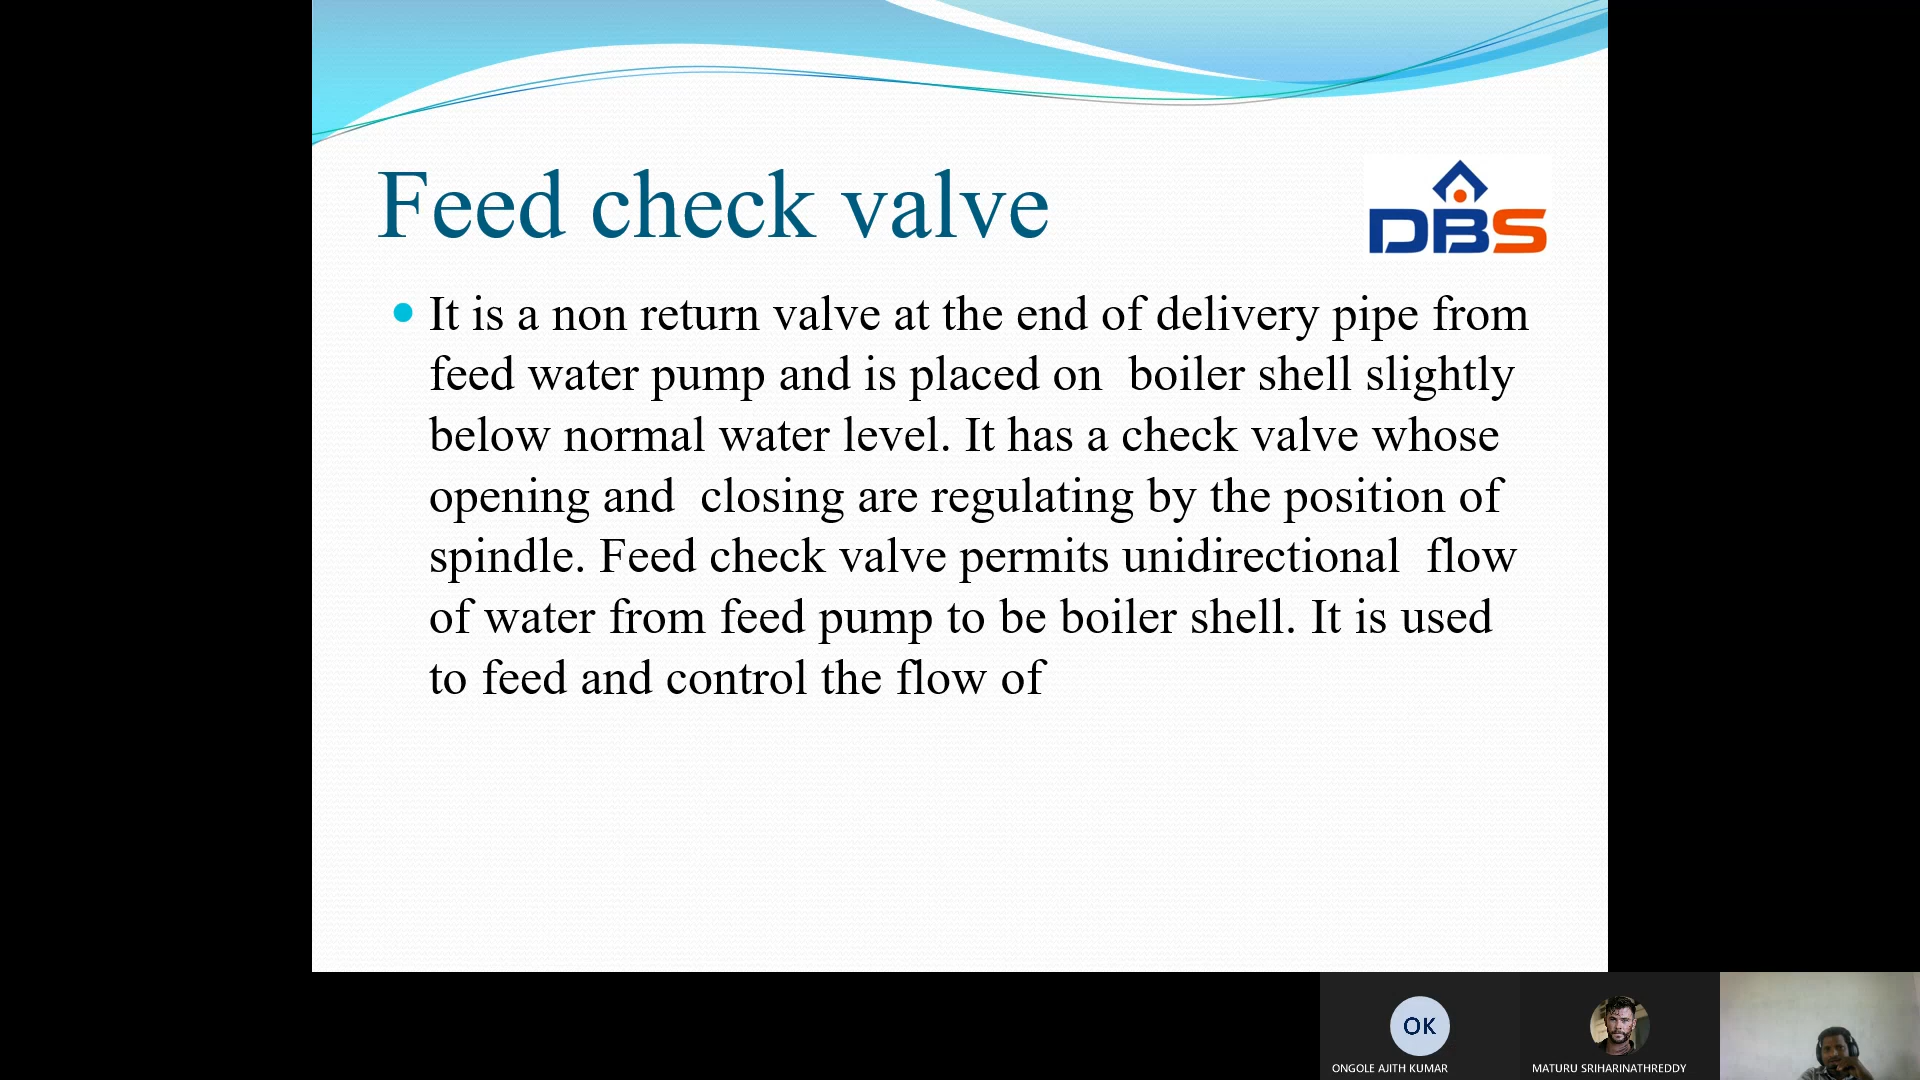 Feed check valve
DBS
It is a non return valve at the end of delivery pipe from
feed water pump and is placed on boiler shell slightly
below normal water level. It has a check valve whose
opening and closing are regulating by the position of
spindle. Feed check valve permits unidirectional flow
of water from feed pump to be boiler shell. It is used
to feed and control the flow of
OK
ONGOLE AJITH KUMAR
MATURU SRIHARINATHREDDY